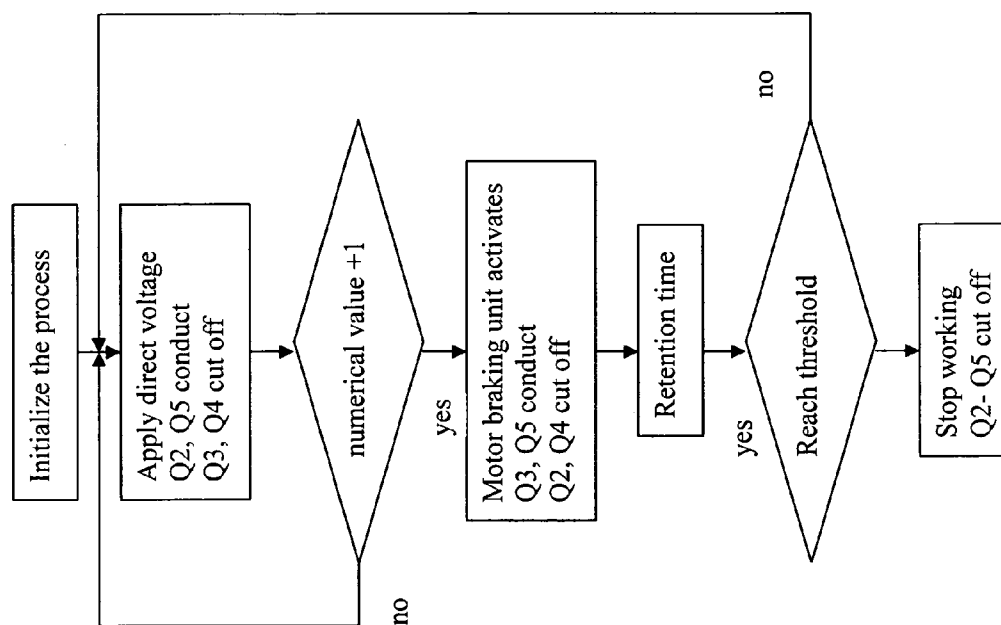 Initialize the process
Apply direct voltage
Q2, Q5 conduct
Q3, Q4 cut off
numerical value +1
no
yes
Motor braking unit activates
Q3, Q5 conduct
Q2, Q4 cut off
Retention time
Reach threshold
no
yes
Stop working
Q2- Q5 cut off